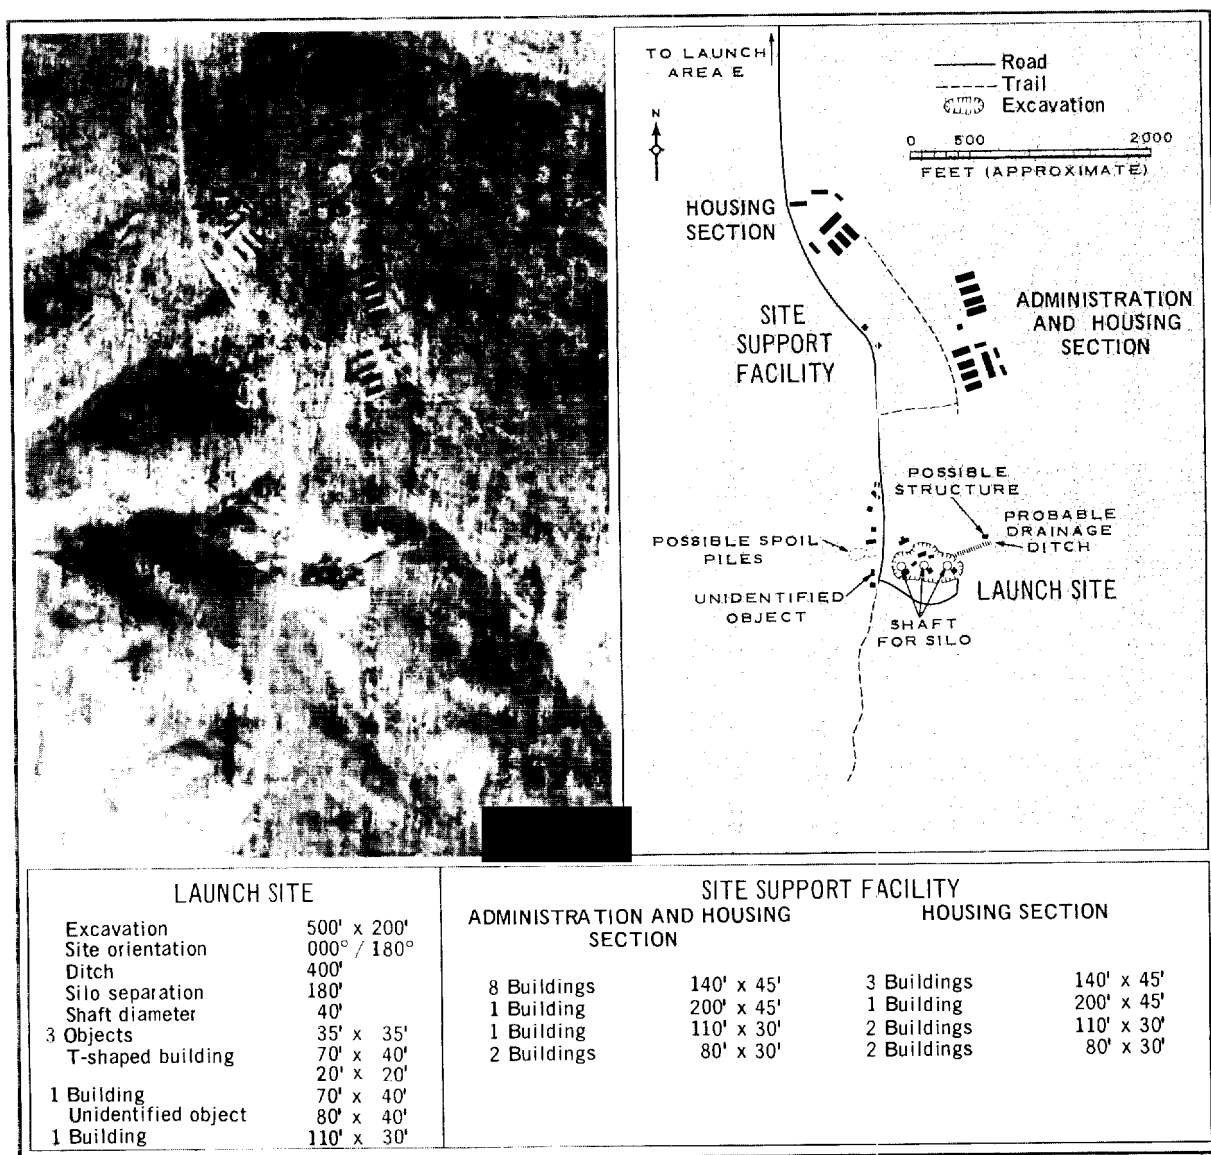 TO LAUNCH
AREA E
Road
Trail
Excavation
N
0 500 2000
FEET (APPROXIMATE)
HOUSING
SECTION
SITE
SUPPORT
FACILITY
ADMINISTRATION
AND HOUSING
SECTION
POSSIBLE
STRUCTURE
PROBABLE
DRAINAGE
DITCH
POSSIBLE SPOIL
PILES
UNIDENTIFIED
OBJECT
LAUNCH SITE
SHAFT
FOR SILO
LAUNCH SITE
Excavation 500' x 200'
Site orientation 000° / 180°
Ditch 400'
Silo separation 180'
Shaft diameter 40'
3 Objects 35' x 35'
T-shaped building 70' x 40'
20' x 20'
1 Building 70' x 40'
Unidentified object 80' x 40'
1 Building 110' x 30'
SITE SUPPORT FACILITY
ADMINISTRATION AND HOUSING
SECTION
8 Buildings 140' x 45'
1 Building 200' x 45'
1 Building 110' x 30'
2 Buildings 80' x 30'
HOUSING SECTION
3 Buildings 140' x 45'
1 Building 200' x 45'
2 Buildings 110' x 30'
2 Buildings 80' x 30'